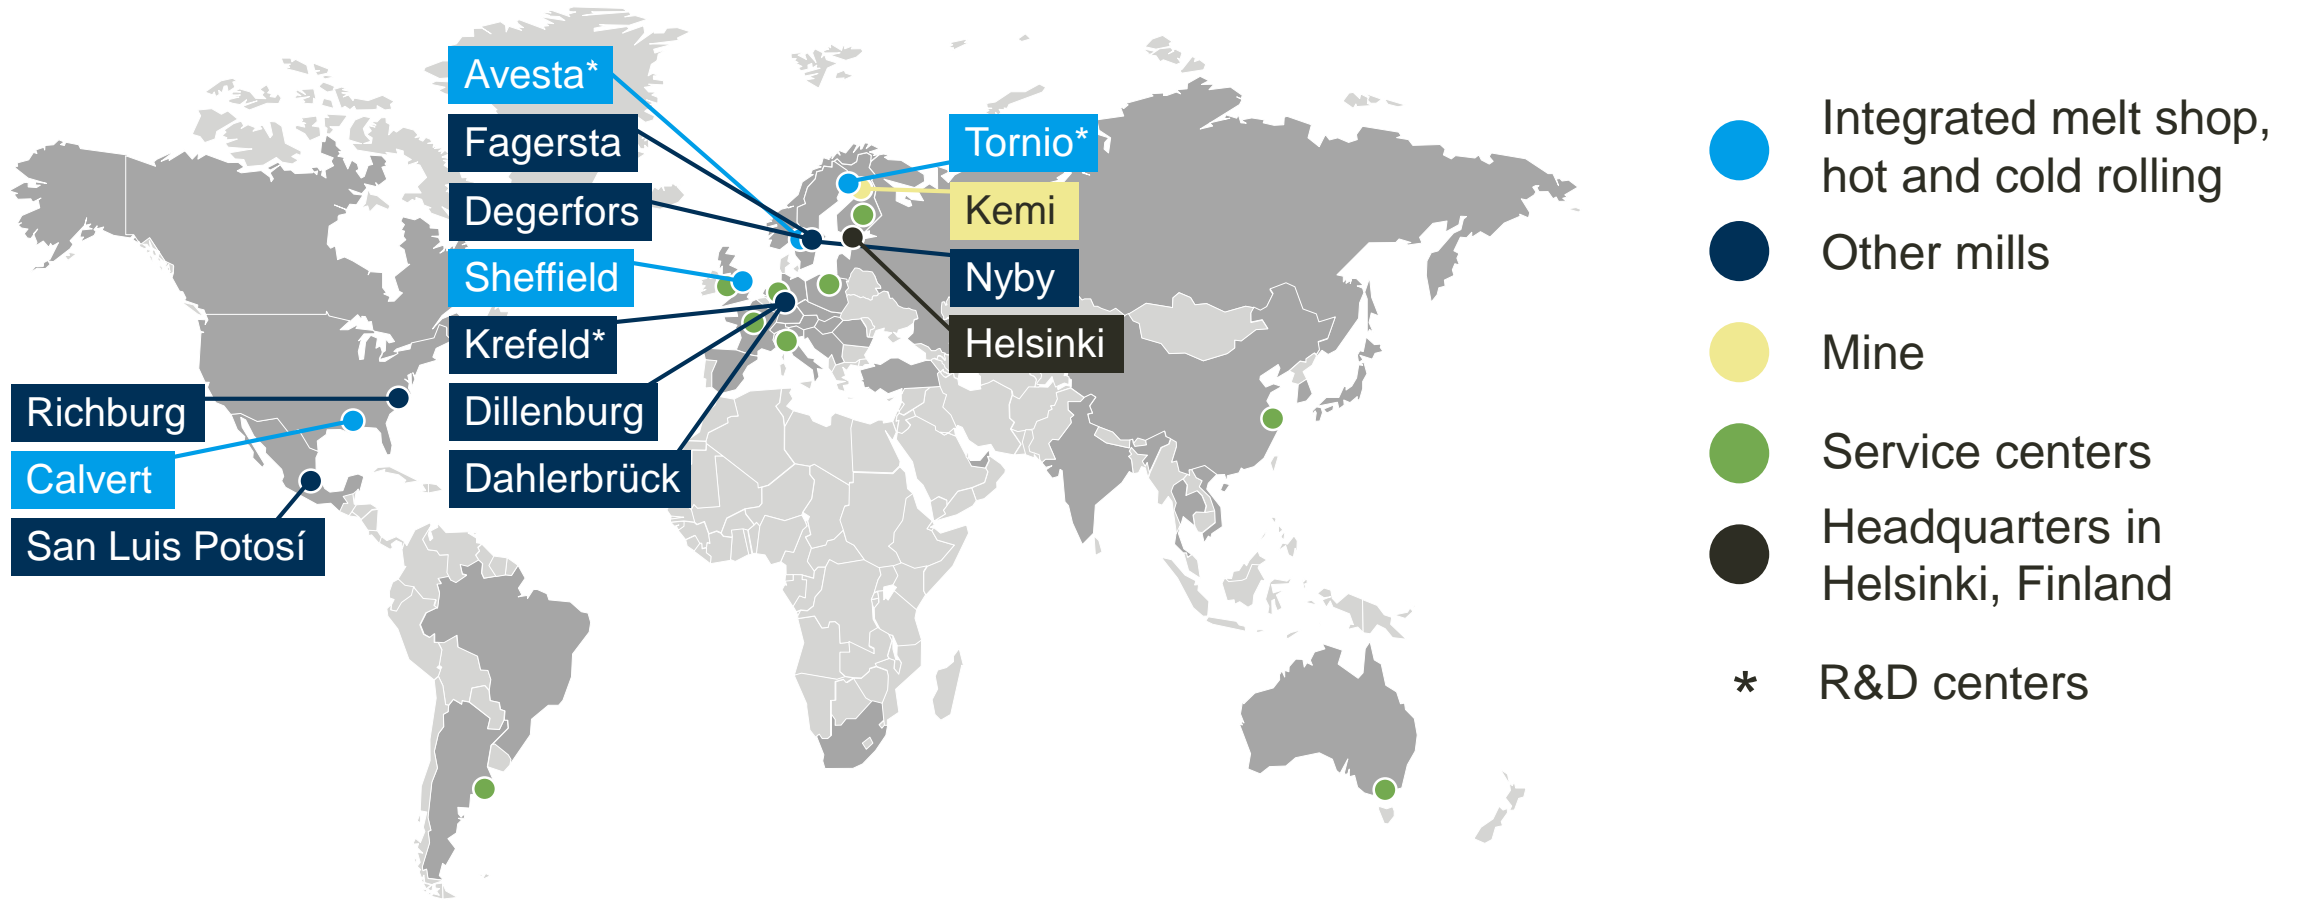 Avesta*
Fagersta
Degerfors
Sheffield
Krefeld*
Dillenburg
Dahlerbrück
Richburg
Calvert
San Luis Potosí
Tornio*
Kemi
Nyby
Helsinki
Integrated melt shop,
hot and cold rolling
Other mills
Mine
Service centers
Headquarters in
Helsinki, Finland
* R&D centers